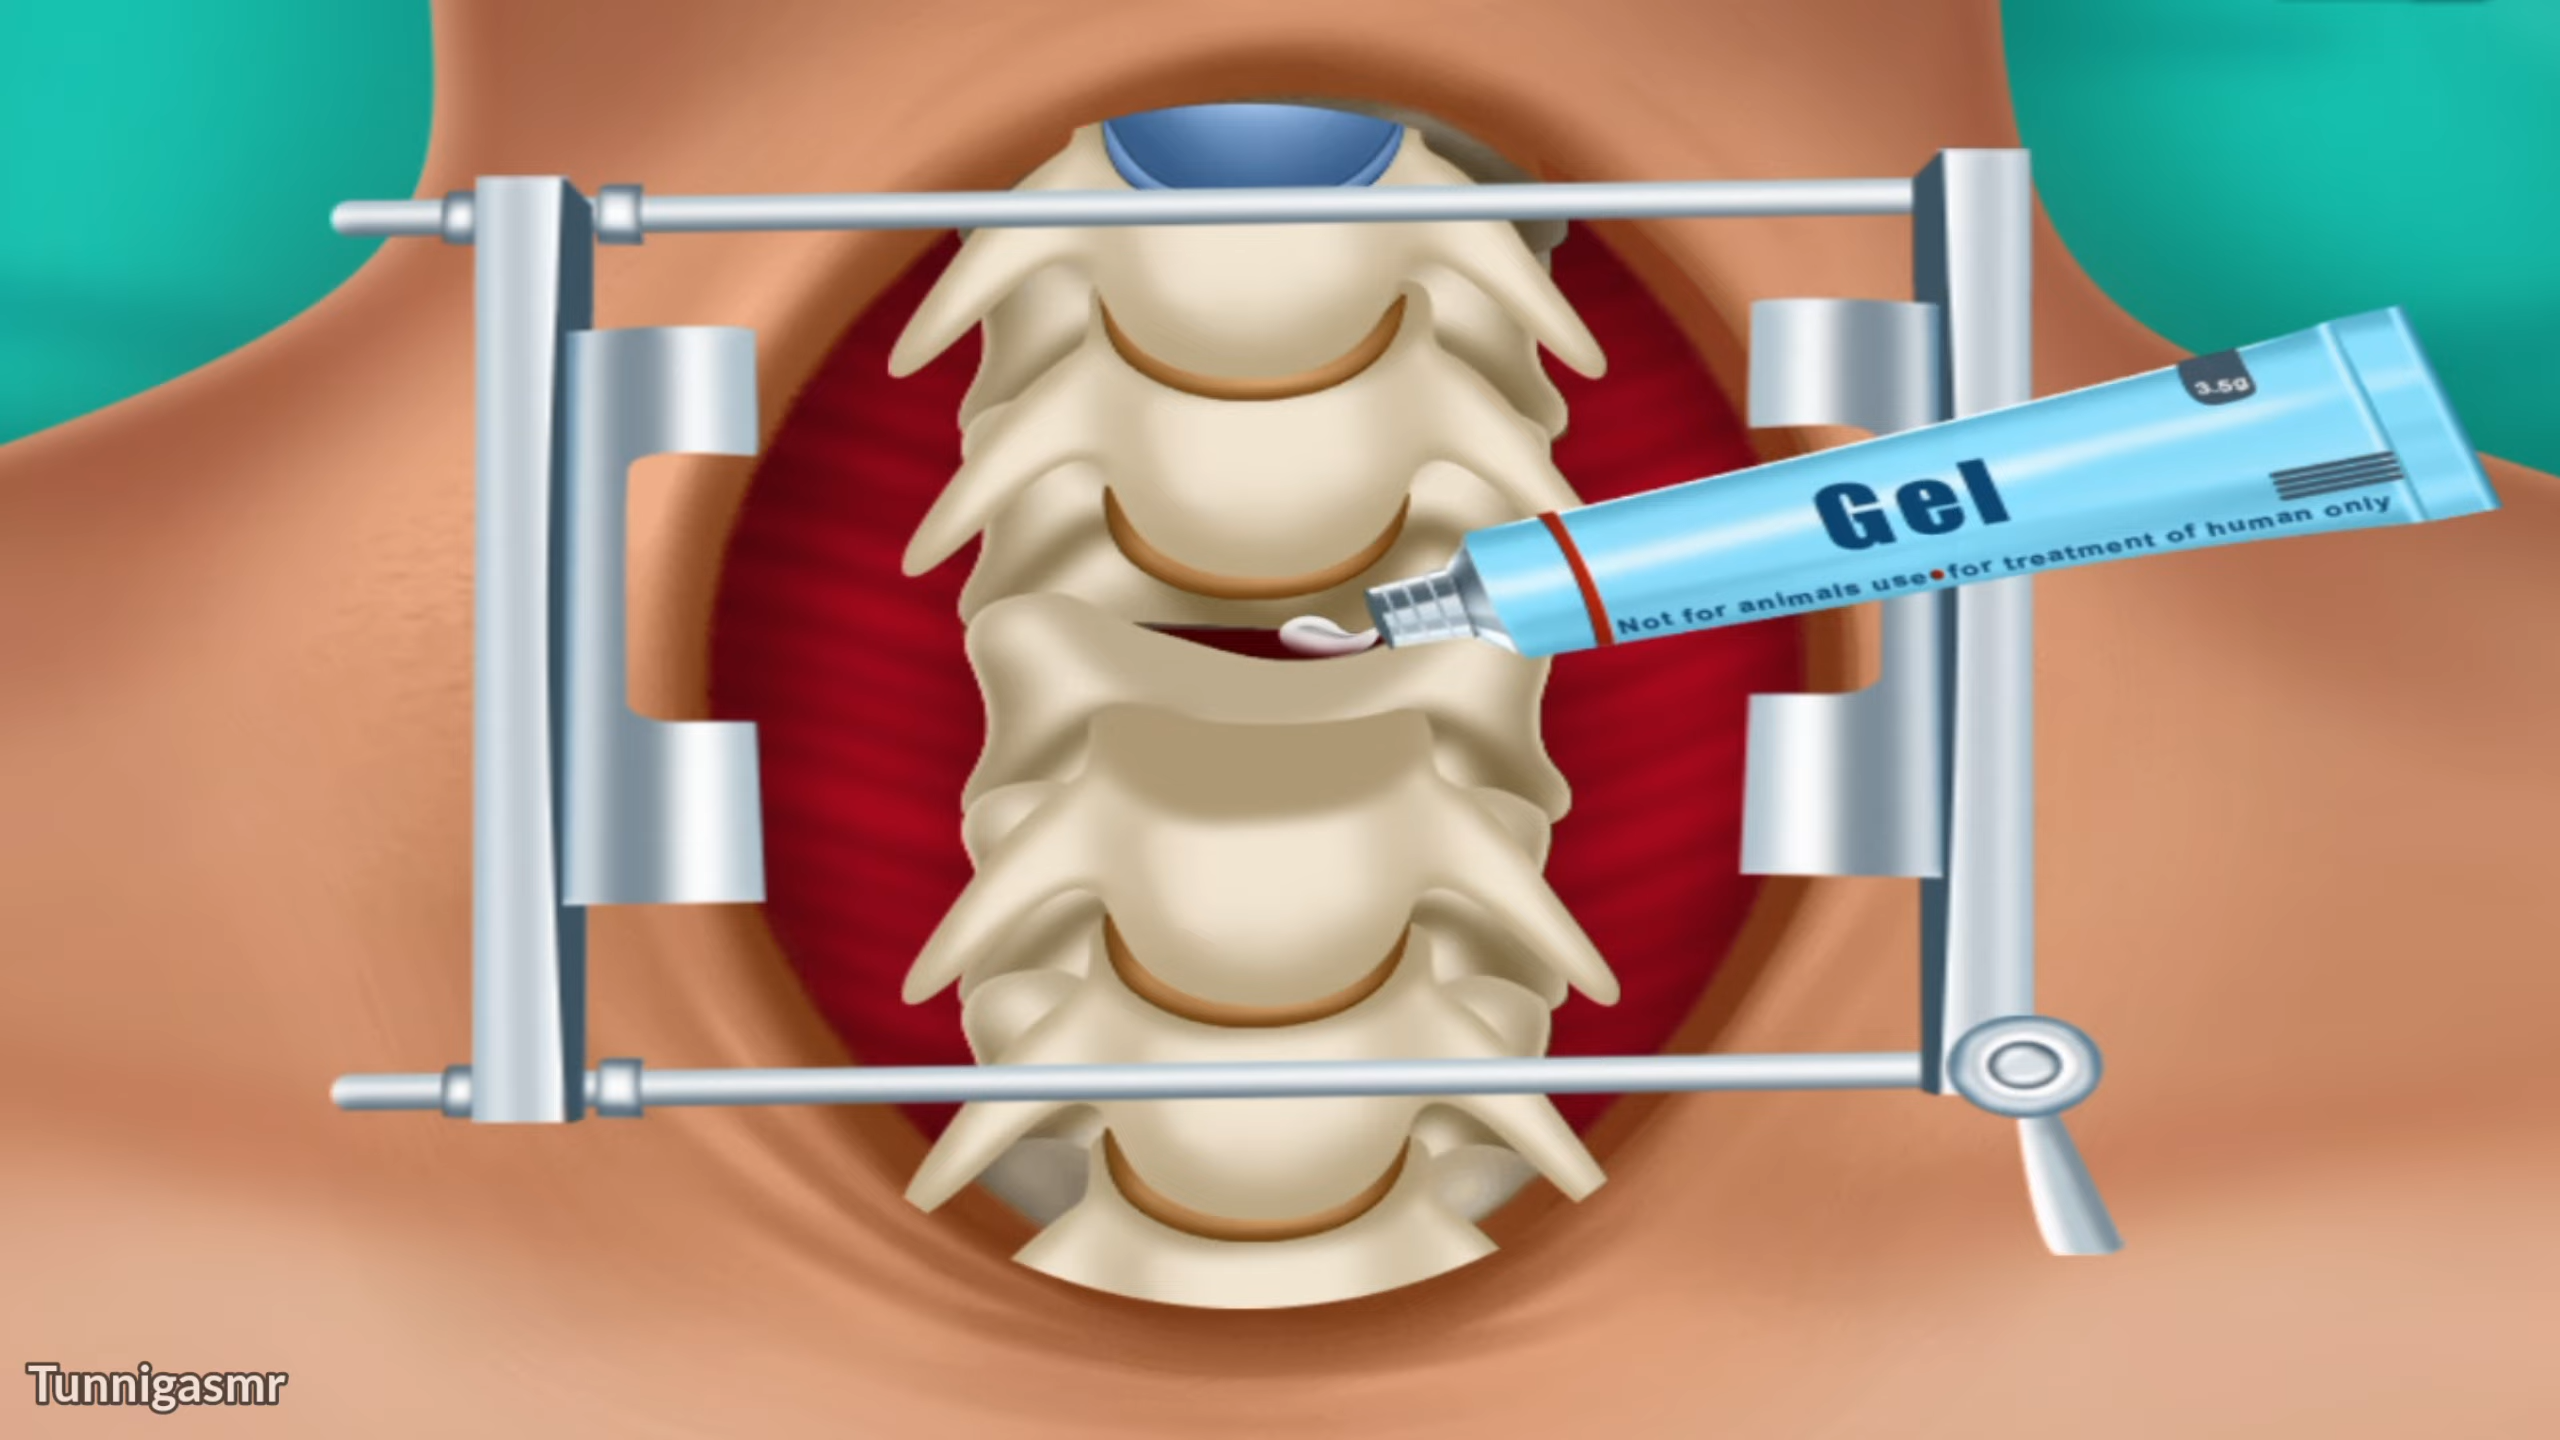 3.5g
Gel
Not for animals use•for treatment of human only
Tunnigasmr